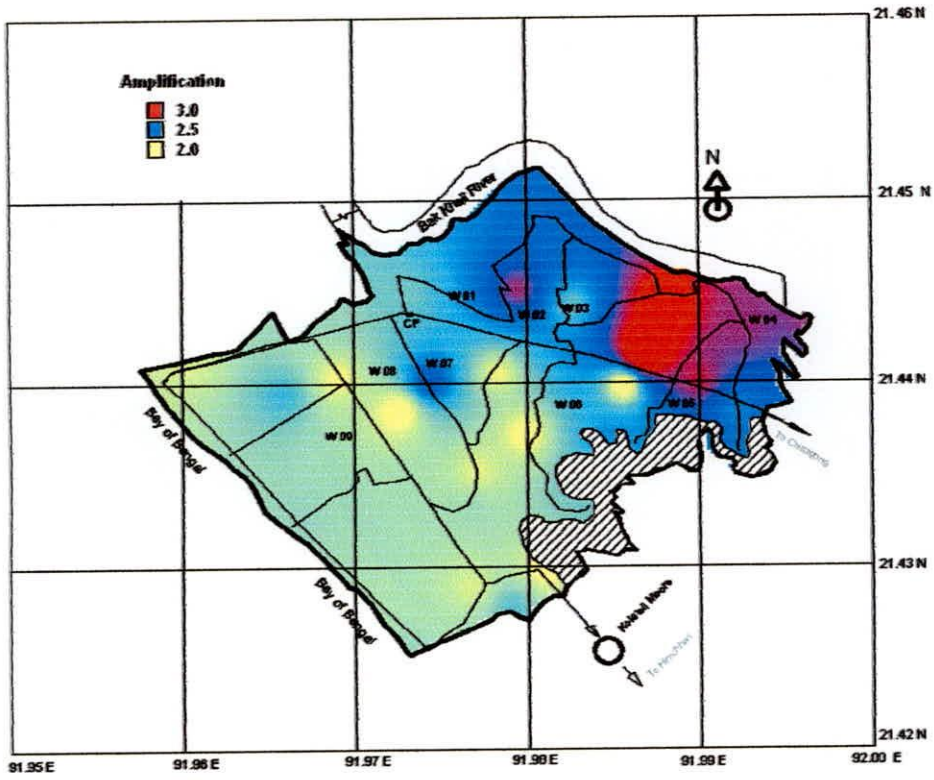 21.46 N
Amplification
3.0
2.5
2.0
N
21.45 N
Bak Khali River
W 01
W 02
W 03
W 04
CP
W 08
W 07
21.44 N
W 06
W 05
W 09
Bay of Bengal
21.43 N
Bay of Bengal
21.42 N
91.95 E
91.96 E
91.97 E
91.98 E
91.99 E
92.00 E